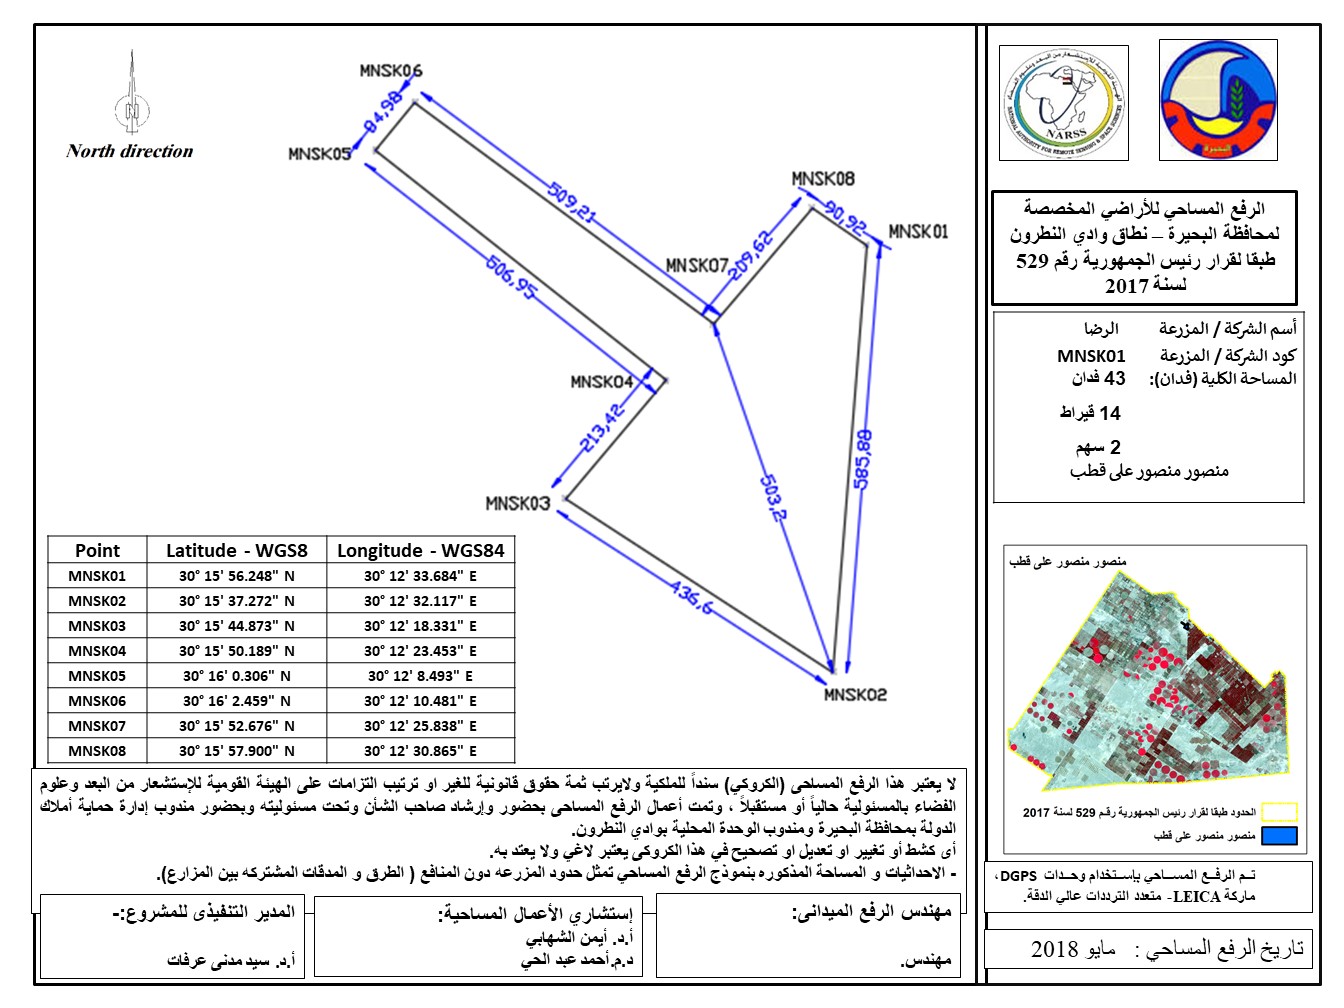 North direction
MNSK06
84,98
MNSK05
509,21
506,95
MNSK08
90,92
MNSK01
209,62
MNSK07
MNSK04
213,42
585,88
503,2
MNSK03
436,6
MNSK02
Point Latitude - WGS8 Longitude - WGS84
MNSK01 30° 15' 56.248" N 30° 12' 33.684" E
MNSK02 30° 15' 37.272" N 30° 12' 32.117" E
MNSK03 30° 15' 44.873" N 30° 12' 18.331" E
MNSK04 30° 15' 50.189" N 30° 12' 23.453" E
MNSK05 30° 16' 0.306" N 30° 12' 8.493" E
MNSK06 30° 16' 2.459" N 30° 12' 10.481" E
MNSK07 30° 15' 52.676" N 30° 12' 25.838" E
MNSK08 30° 15' 57.900" N 30° 12' 30.865" E
NARSS
NATIONAL AUTHORITY FOR REMOTE SENSING & SPACE SCIENCES
البحيرة
الرفع المساحي للأراضي المخصصة
لمحافظة البحيرة – نطاق وادي النطرون
طبقا لقرار رئيس الجمهورية رقم 529
لسنة 2017
أسم الشركة / المزرعة الرضا
كود الشركة / المزرعة MNSK01
المساحة الكلية (فدان): 43 فدان
14 قيراط
2 سهم
منصور منصور على قطب
منصور منصور على قطب
الحدود طبقا لقرار رئيس الجمهورية رقم 529 لسنة 2017
منصور منصور على قطب
تـم الرفـع المسـاحي بإستخدام وحدات DGPS،
ماركة LEICA- متعدد الترددات عالي الدقة.
تاريخ الرفع المساحي : مايو 2018
لا يعتبر هذا الرفع المساحى (الكروكي) سنداً للملكية ولايرتب ثمة حقوق قانونية للغير او ترتيب التزامات على الهيئة القومية للإستشعار من البعد وعلوم
الفضاء بالمسئولية حالياً أو مستقبلاً ، وتمت أعمال الرفع المساحى بحضور وإرشاد صاحب الشأن وتحت مسئوليته وبحضور مندوب إدارة حماية أملاك
الدولة بمحافظة البحيرة ومندوب الوحدة المحلية بوادي النطرون.
أى كشط أو تغيير او تعديل او تصحيح في هذا الكروكى يعتبر لاغي ولا يعتد به.
- الاحداثيات و المساحة المذكوره بنموذج الرفع المساحي تمثل حدود المزرعه دون المنافع ( الطرق و المدقات المشتركه بين المزارع).
مهندس الرفع الميدانى:
مهندس.
إستشاري الأعمال المساحية:
أ.د. أيمن الشهابي
د.م.أحمد عبد الحي
المدير التنفيذى للمشروع:-
أ.د. سيد مدنى عرفات